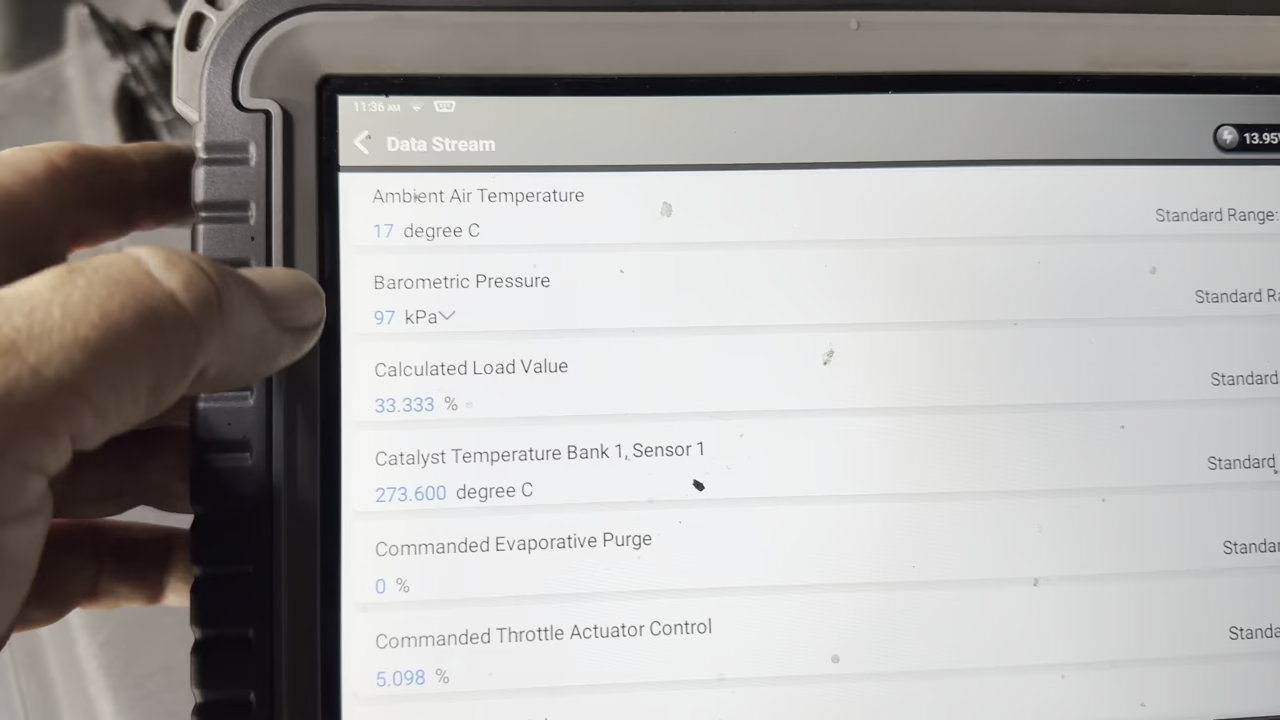 11:36 AM
Data Stream
13.95
Ambient Air Temperature
17 degree C
Standard Range:
Barometric Pressure
97 kPa
Standard
Calculated Load Value
33.333 %
Standard
Catalyst Temperature Bank 1, Sensor 1
273.600 degree C
Standard
Commanded Evaporative Purge
0 %
Commanded Throttle Actuator Control
5.098 %